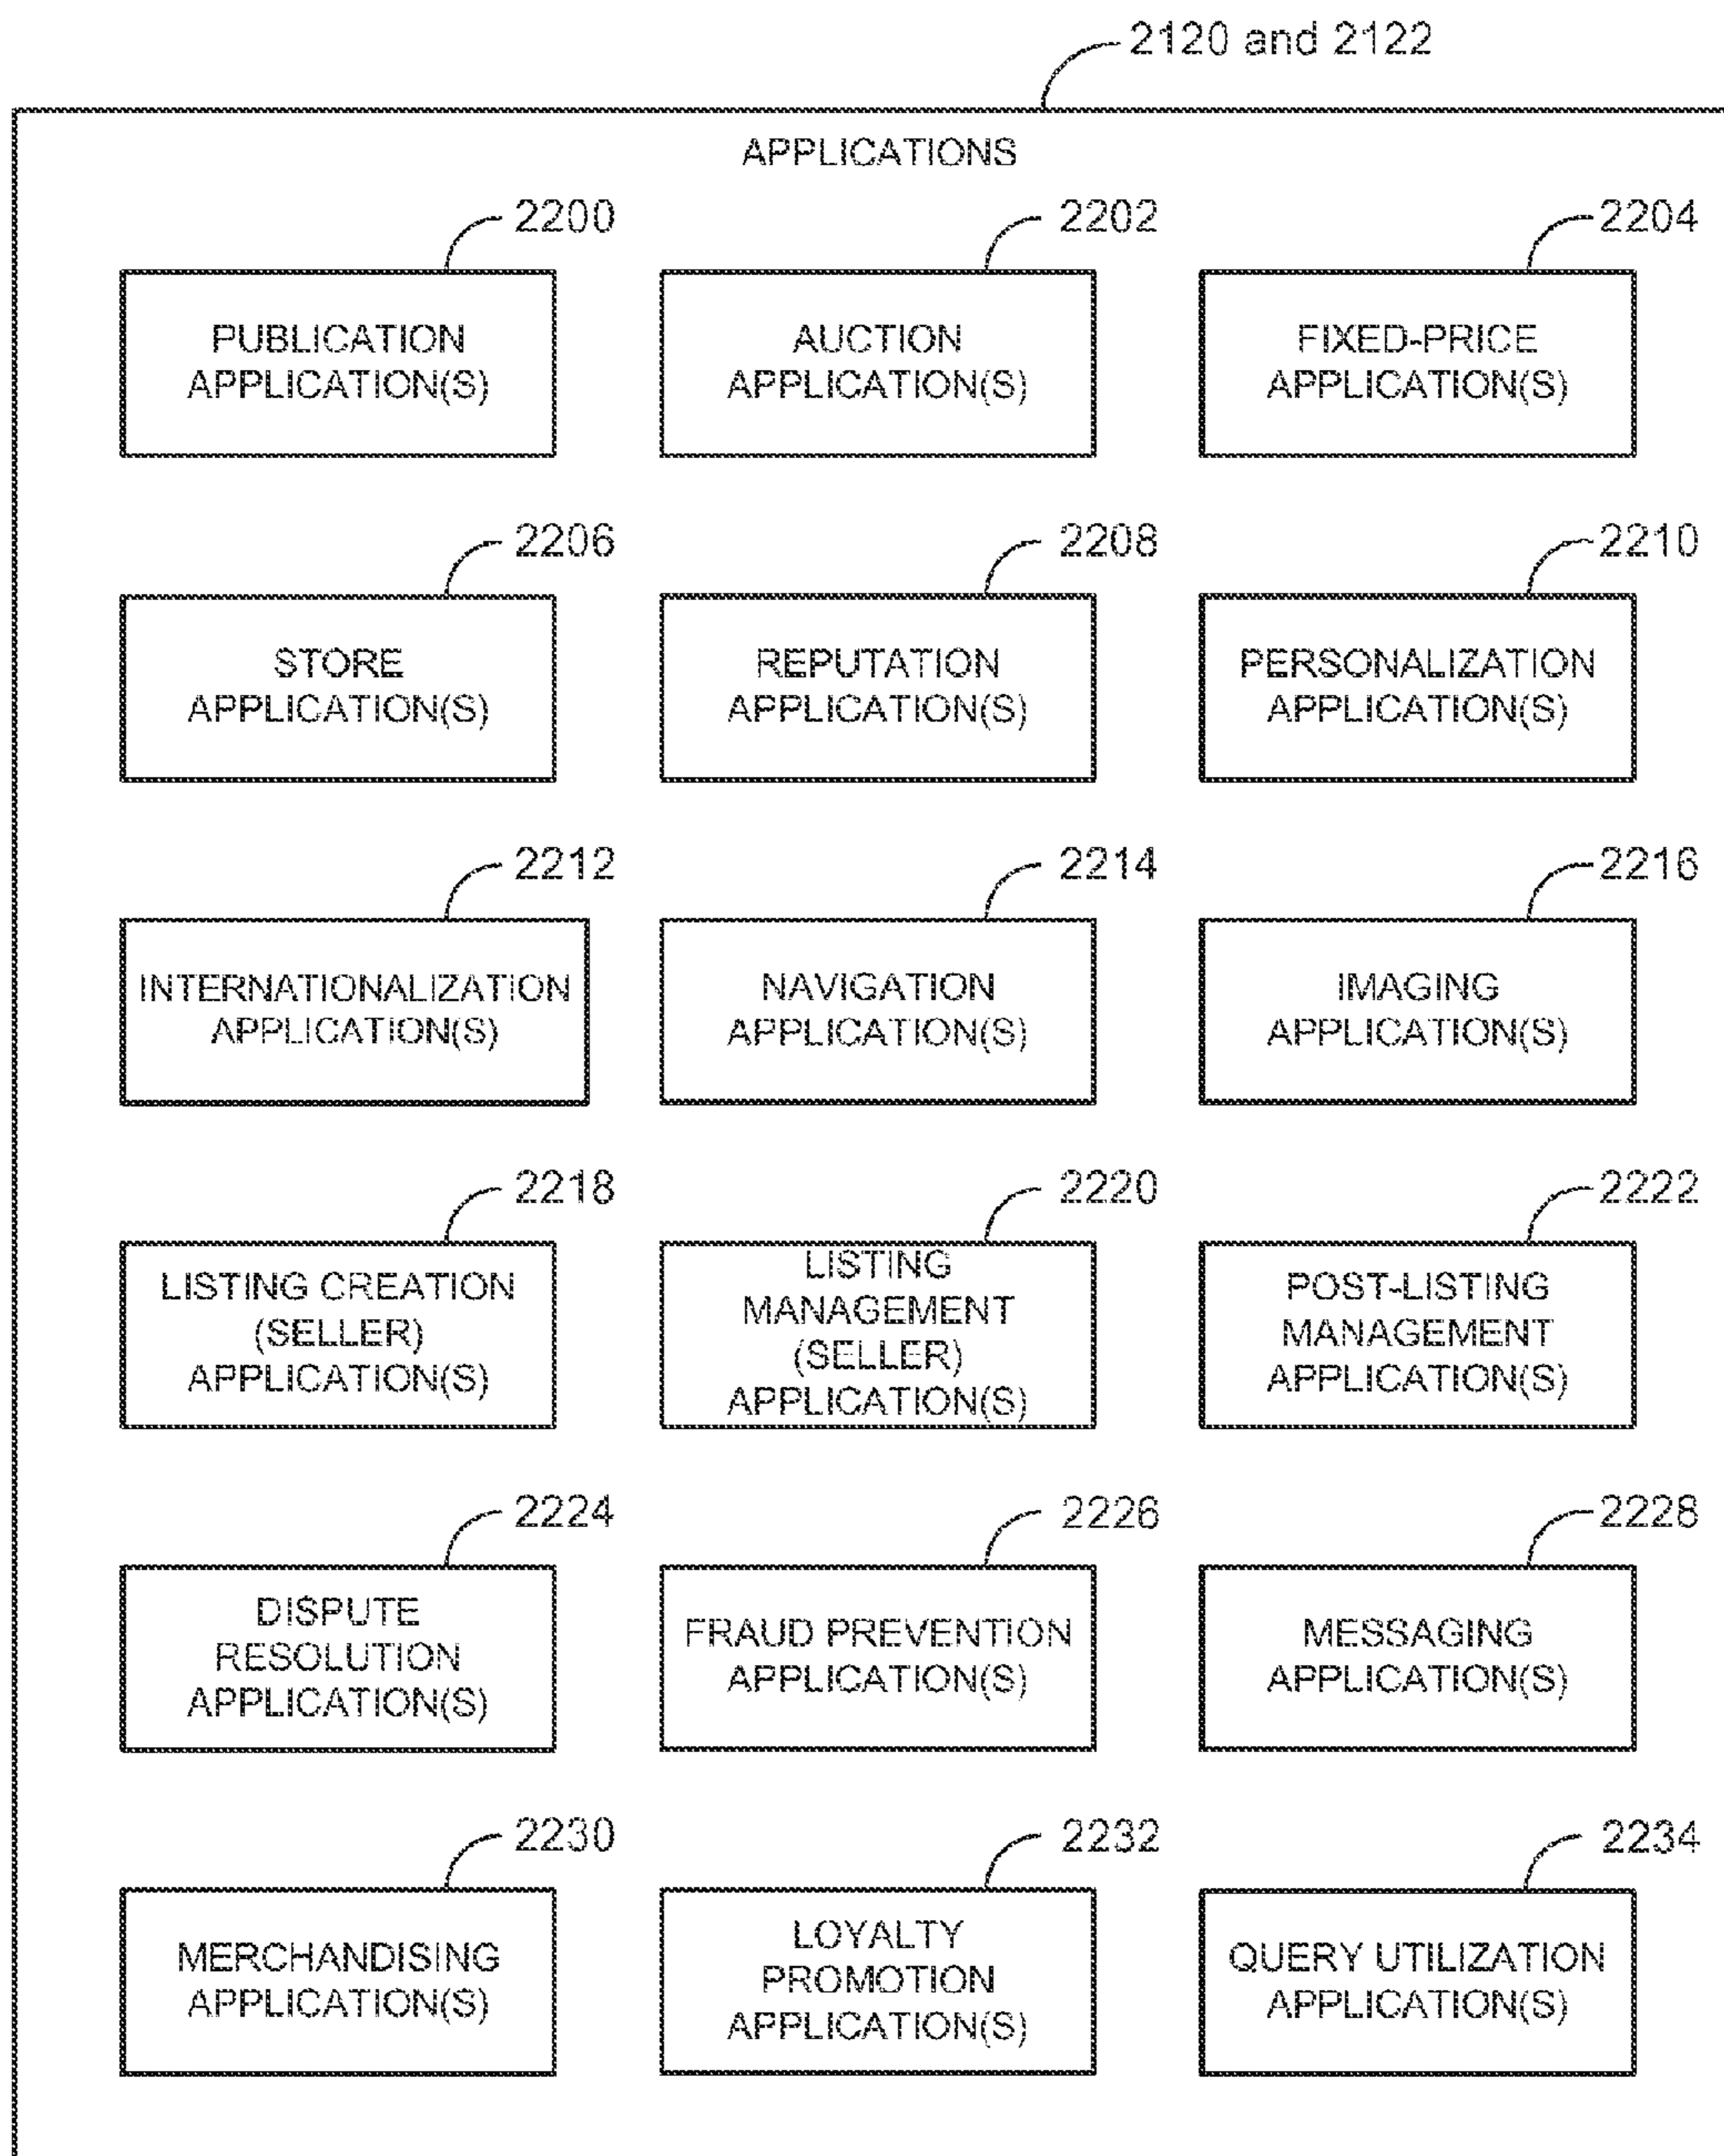 2120 and 2122
APPLICATIONS
2200
PUBLICATION
APPLICATION(S)
2202
AUCTION
APPLICATION(S)
2204
FIXED-PRICE
APPLICATION(S)
2206
STORE
APPLICATION(S)
2208
REPUTATION
APPLICATION(S)
2210
PERSONALIZATION
APPLICATION(S)
2212
INTERNATIONALIZATION
APPLICATION(S)
2214
NAVIGATION
APPLICATION(S)
2216
IMAGING
APPLICATION(S)
2218
LISTING CREATION
(SELLER)
APPLICATION(S)
2220
LISTING
MANAGEMENT
(SELLER)
APPLICATION(S)
2222
POST-LISTING
MANAGEMENT
APPLICATION(S)
2224
DISPUTE
RESOLUTION
APPLICATION(S)
2226
FRAUD PREVENTION
APPLICATION(S)
2228
MESSAGING
APPLICATION(S)
2230
MERCHANDISING
APPLICATION(S)
2232
LOYALTY
PROMOTION
APPLICATION(S)
2234
QUERY UTILIZATION
APPLICATION(S)